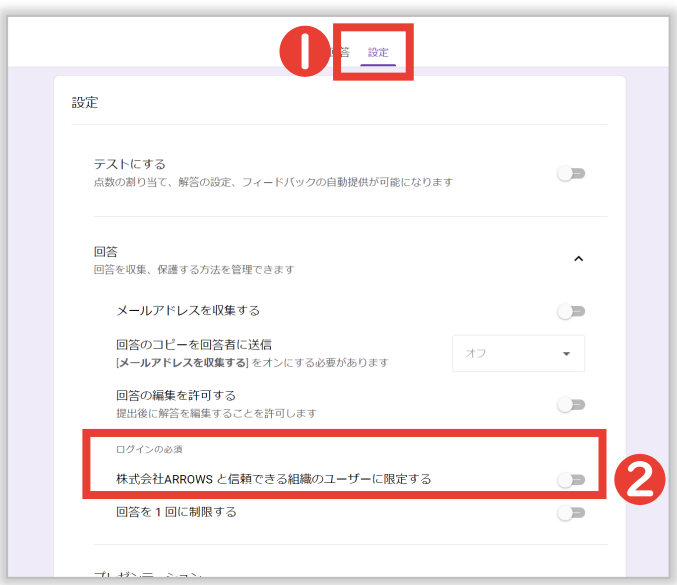 1
答 設定
設定
テストにする
点数の割り当て、解答の設定、フィードバックの自動提供が可能になります
回答
回答を収集、保護する方法を管理できます
メールアドレスを収集する
回答のコピーを回答者に送信
オフ
[メールアドレスを収集する] をオンにする必要があります
回答の編集を許可する
提出後に解答を編集することを許可します
ログインの必須
株式会社ARROWS と信頼できる組織のユーザーに限定する
2
回答を 1 回に制限する
プレゼンテーション